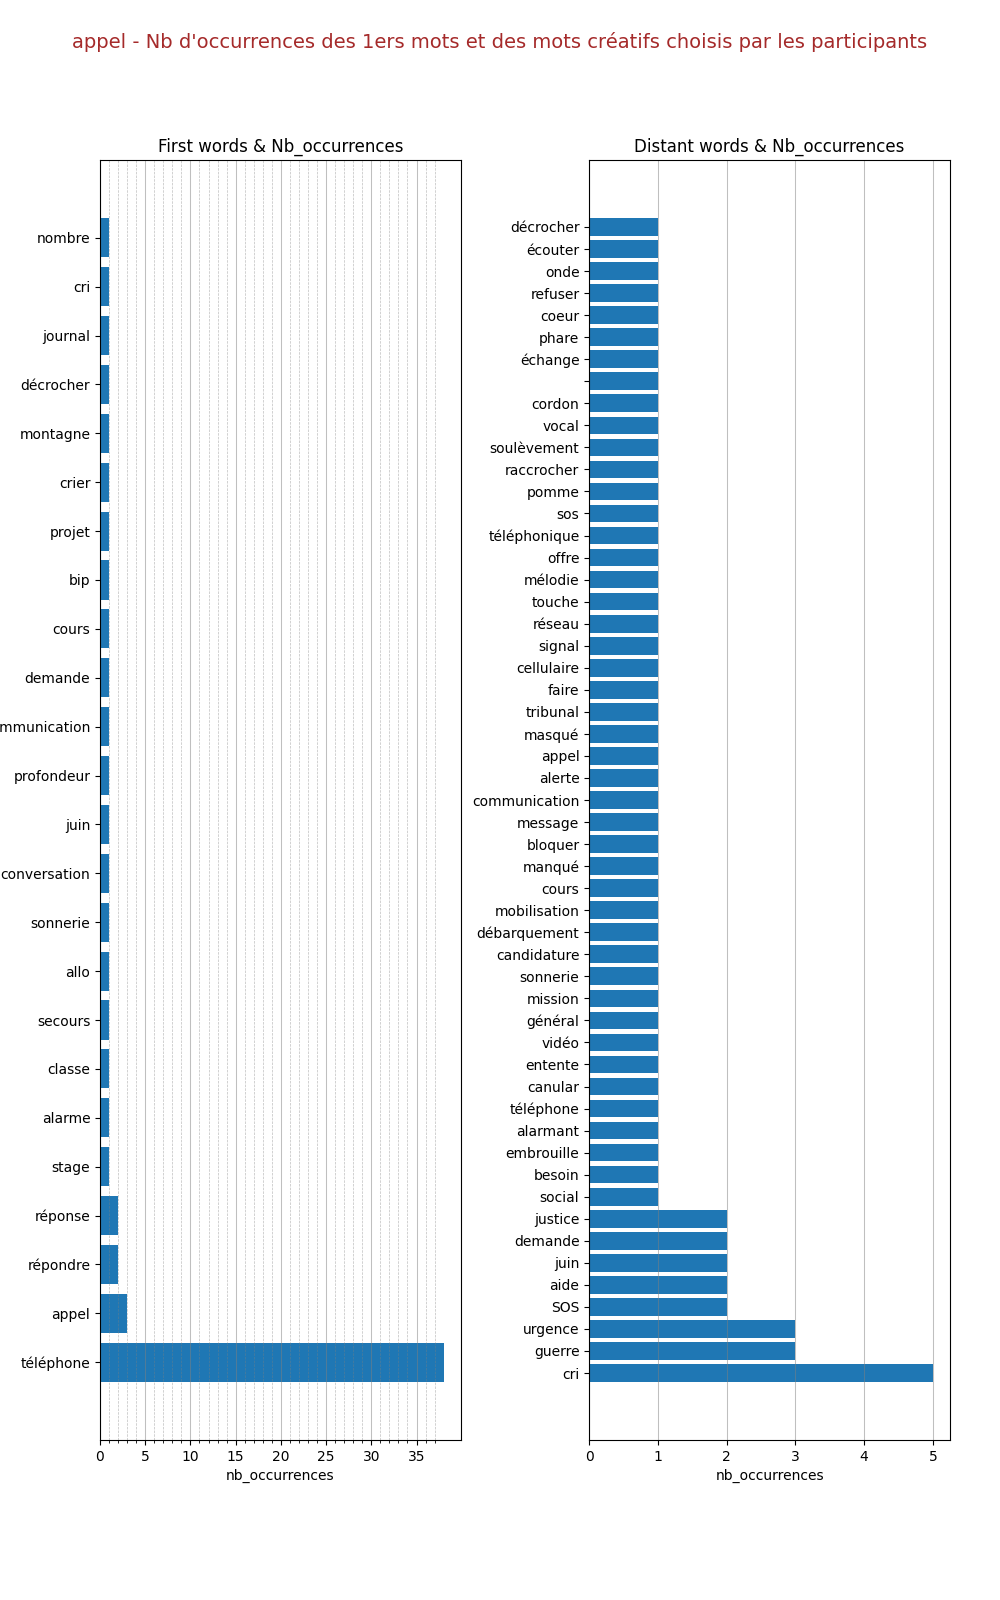 appel - Nb d'occurrences des 1ers mots et des mots créatifs choisis par les participants
First words & Nb_occurrences
nombre
cri
journal
décrocher
montagne
crier
projet
bip
cours
demande
mmunication
profondeur
juin
conversation
sonnerie
allo
secours
classe
alarme
stage
réponse
répondre
appel
téléphone
0 5 10 15 20 25 30 35
nb_occurrences
Distant words & Nb_occurrences
décrocher
écouter
onde
refuser
coeur
phare
échange
cordon
vocal
soulèvement
raccrocher
pomme
sos
téléphonique
offre
mélodie
touche
réseau
signal
cellulaire
faire
tribunal
masqué
appel
alerte
communication
message
bloquer
manqué
cours
mobilisation
débarquement
candidature
sonnerie
mission
général
vidéo
entente
canular
téléphone
alarmant
embrouille
besoin
social
justice
demande
juin
aide
SOS
urgence
guerre
cri
0 1 2 3 4 5
nb_occurrences